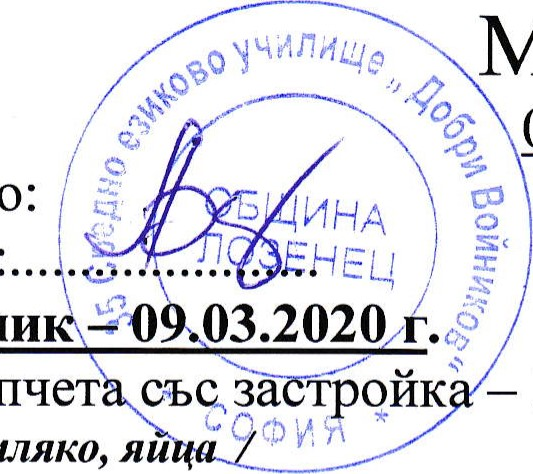 М
о:
35 Средно езиково училище „Добри Войников“
ОБЩИНА
ЛОЗЕНЕЦ
* СОФИЯ *
ник – 09.03.2020 г.
пчета със застройка –
иляко, яйца /